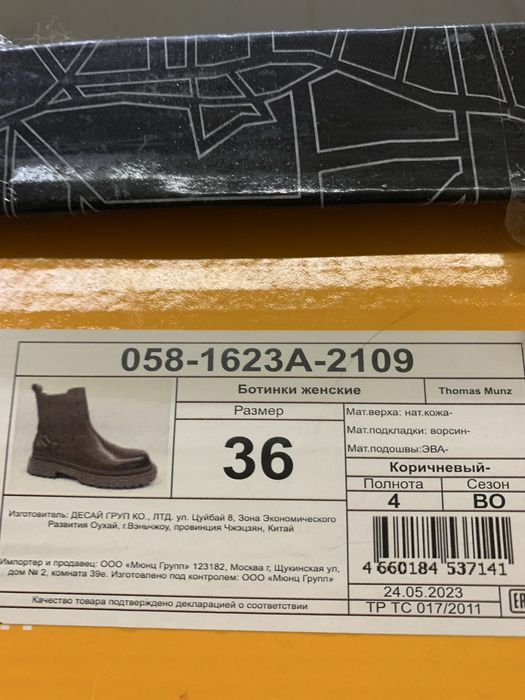 058-1623A-2109
Ботинки женские
Thomas Munz
Размер
36
Мат.верха: нат.кожа-
Мат.подкладки: ворсин-
Мат.подошвы:ЭВА-
Коричневый-
Полнота Сезон
4 ВО
Изготовитель: ДЕСАЙ ГРУП КО., ЛТД. ул. Цуйбай 8, Зона Экономического
Развития Оухай, г.Вэньчжоу, провинция Чжэцзян, Китай
Импортер и продавец: ООО «Мюнц Групп» 123182, Москва г, Щукинская ул,
дом № 2, комната 39е. Изготовлено под контролем: ООО «Мюнц Групп»
4 660184 537141
24.05.2023
Качество товара подтверждено декларацией о соответствии
ТР ТС 017/2011